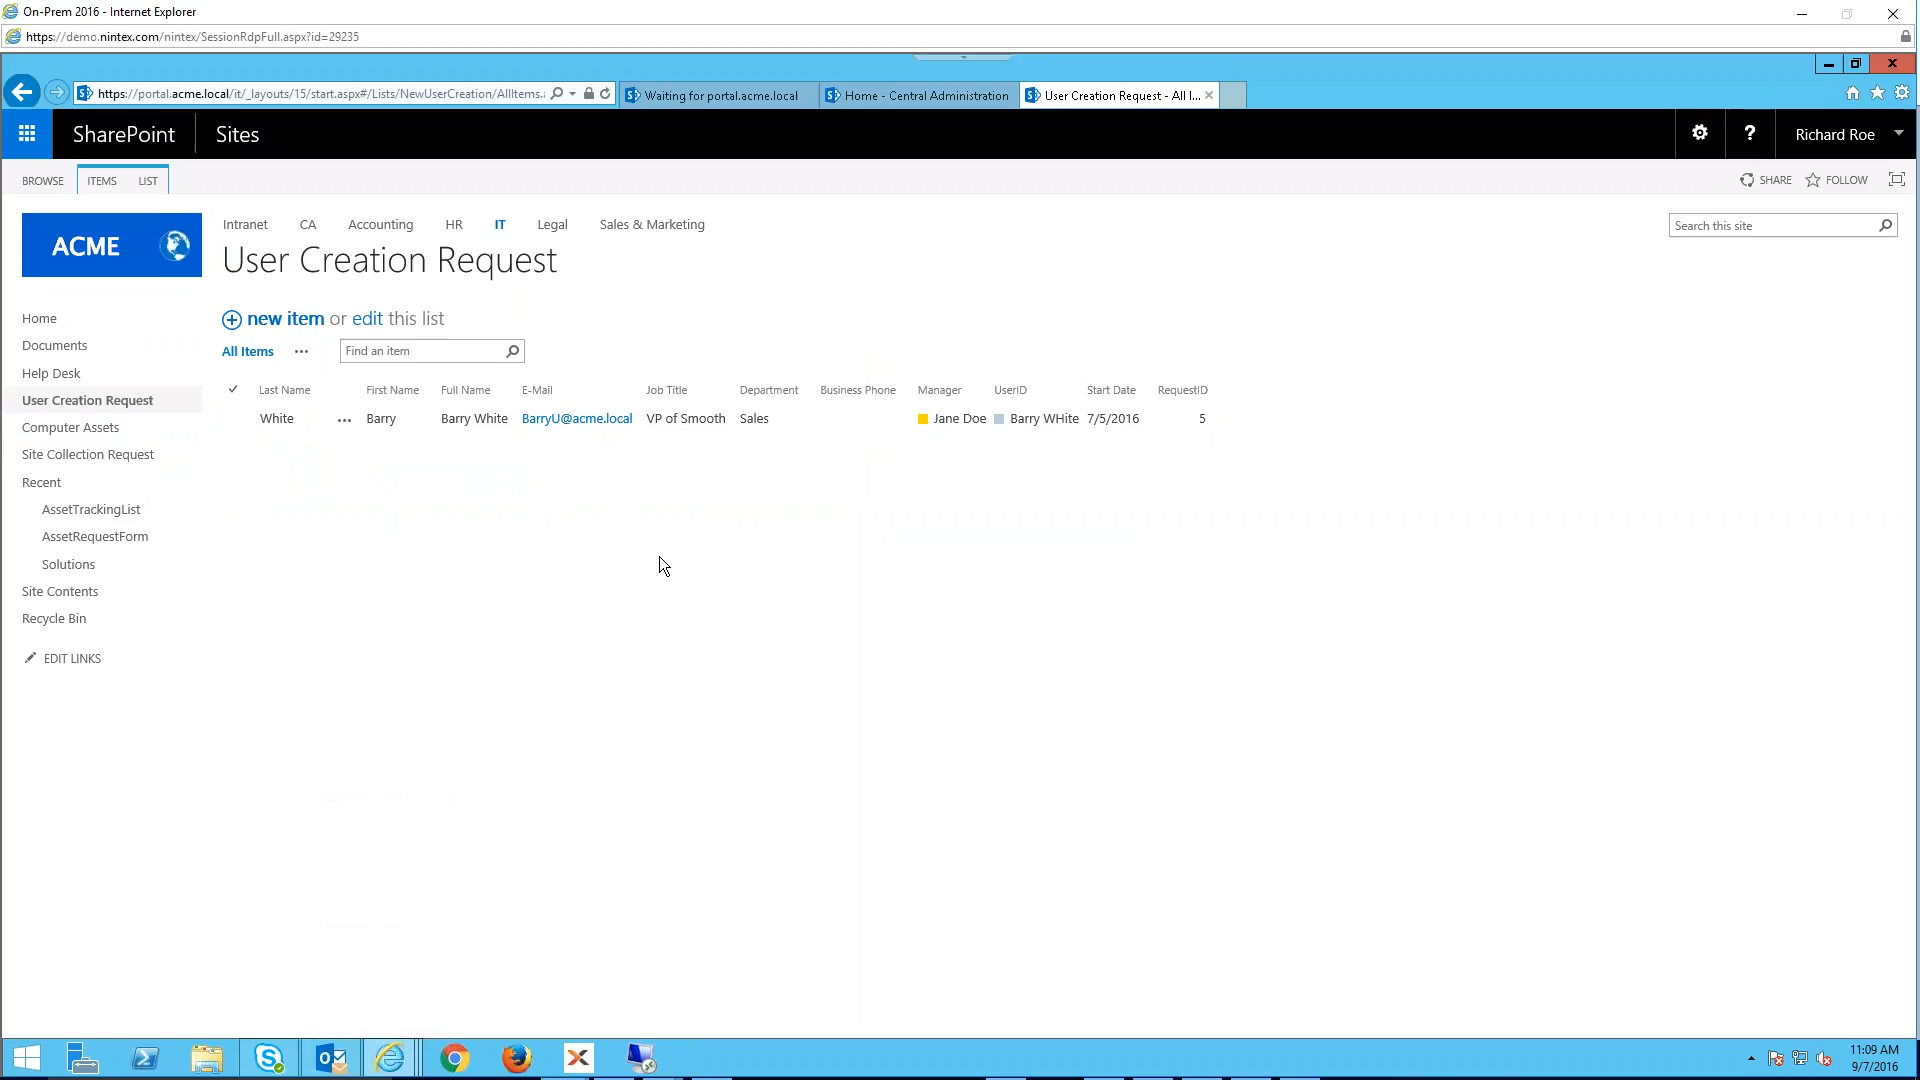 On-Prem 2016 - Internet Explorer
https://demo.nintex.com/nintex/SessionRdpFull.aspx?id=29235
https://portal.acme.local/it/_layouts/15/start.aspx#/Lists/NewUserCreation/AllItems.
Waiting for portal.acme.local
Home - Central Administration
User Creation Request - All I...
SharePoint
Sites
?
Richard Roe
BROWSE
ITEMS
LIST
SHARE
FOLLOW
ACME
Intranet
CA
Accounting
HR
IT
Legal
Sales & Marketing
Search this site
User Creation Request
new item or edit this list
All Items
...
Find an item
Last Name First Name Full Name E-Mail Job Title Department Business Phone Manager UserID Start Date RequestID
White ... Barry Barry White BarryU@acme.local VP of Smooth Sales Jane Doe Barry WHite 7/5/2016 5
Home
Documents
Help Desk
User Creation Request
Computer Assets
Site Collection Request
Recent
AssetTrackingList
AssetRequestForm
Solutions
Site Contents
Recycle Bin
EDIT LINKS
11:09 AM
9/7/2016